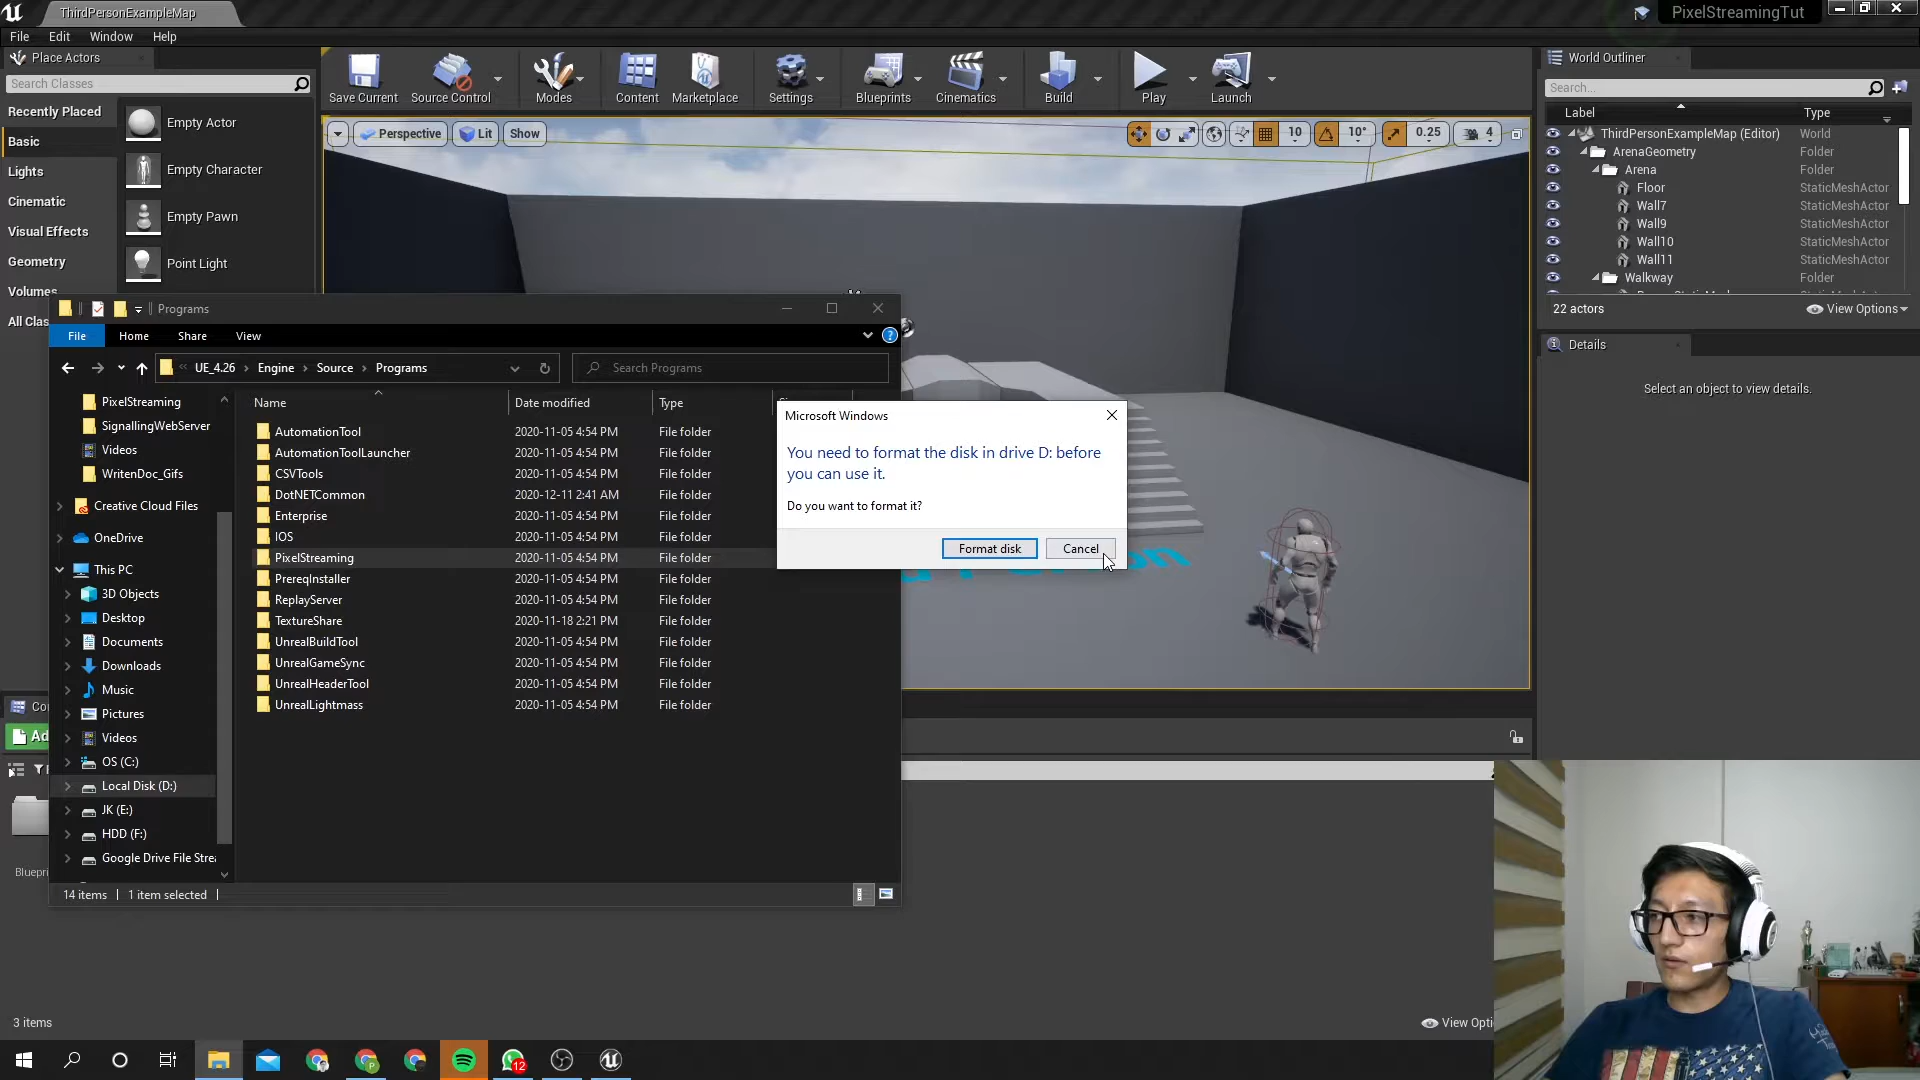 ThirdPersonExampleMap
PixelStreamingTut
File Edit Window Help
Place Actors
Search Classes
Recently Placed
Basic
Lights
Cinematic
Visual Effects
Geometry
Volumes
All Clas
Empty Actor
Empty Character
Empty Pawn
Point Light
Save Current
Source Control
Modes
Content
Marketplace
Settings
Blueprints
Cinematics
Build
Play
Launch
Perspective Lit Show
10 10° 0.25 4
World Outliner
Search...
Label Type
ThirdPersonExampleMap (Editor) World
ArenaGeometry Folder
Arena Folder
Floor StaticMeshActor
Wall7 StaticMeshActor
Wall9 StaticMeshActor
Wall10 StaticMeshActor
Wall11 StaticMeshActor
Walkway Folder
22 actors View Options
Details
Select an object to view details.
Programs
File Home Share View
UE_4.26 Engine Source Programs
Search Programs
PixelStreaming
SignallingWebServer
Videos
WritenDoc_Gifs
Creative Cloud Files
OneDrive
This PC
3D Objects
Desktop
Documents
Downloads
Music
Pictures
Videos
OS (C:)
Local Disk (D:)
JK (E:)
HDD (F:)
Google Drive File Strea
Name Date modified Type
AutomationTool 2020-11-05 4:54 PM File folder
AutomationToolLauncher 2020-11-05 4:54 PM File folder
CSVTools 2020-11-05 4:54 PM File folder
DotNETCommon 2020-12-11 2:41 AM File folder
Enterprise 2020-11-05 4:54 PM File folder
IOS 2020-11-05 4:54 PM File folder
PixelStreaming 2020-11-05 4:54 PM File folder
PrereqInstaller 2020-11-05 4:54 PM File folder
ReplayServer 2020-11-05 4:54 PM File folder
TextureShare 2020-11-18 2:21 PM File folder
UnrealBuildTool 2020-11-05 4:54 PM File folder
UnrealGameSync 2020-11-05 4:54 PM File folder
UnrealHeaderTool 2020-11-05 4:54 PM File folder
UnrealLightmass 2020-11-05 4:54 PM File folder
14 items 1 item selected
Microsoft Windows
You need to format the disk in drive D: before
you can use it.
Do you want to format it?
Format disk Cancel
Co
Ad
Bluepri
3 items
View Opti
12